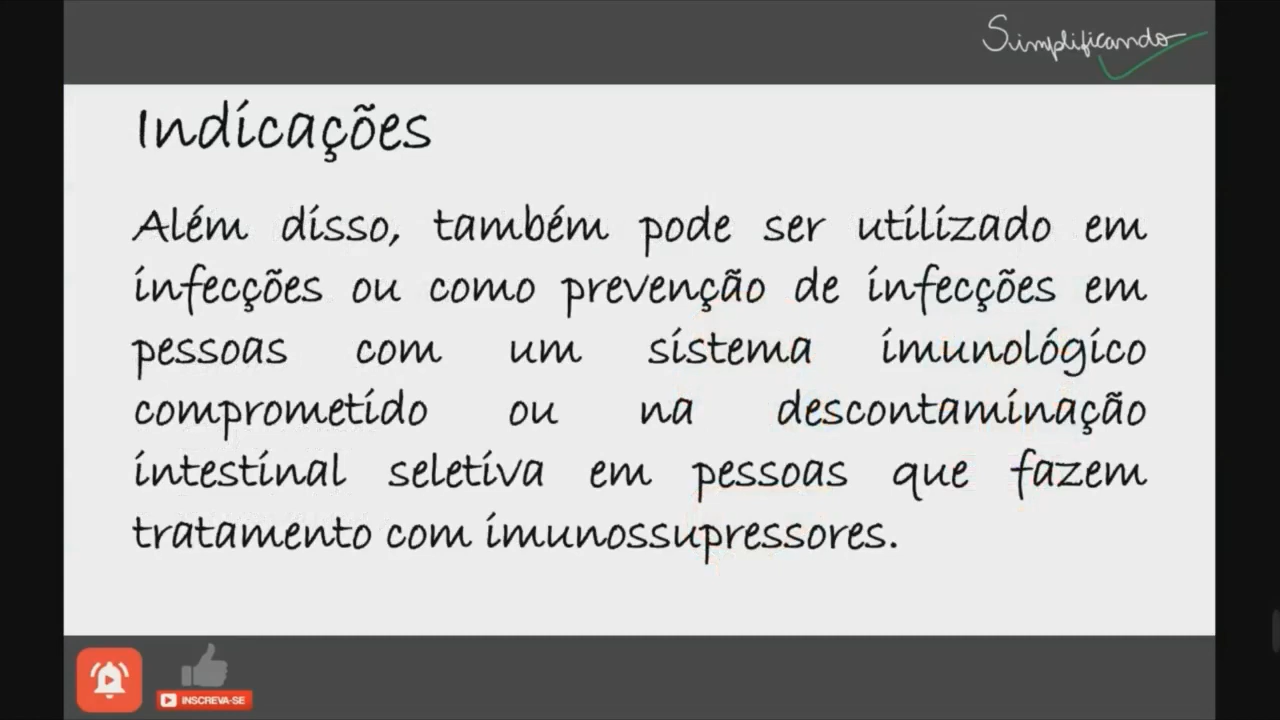 Simplificando
Indicações
Além disso, também pode ser utilizado em
infecções ou como prevenção de infecções em
pessoas com um sistema imunológico
comprometido ou na descontaminação
intestinal seletiva em pessoas que fazem
tratamento com imunossupressores.
INSCREVA-SE